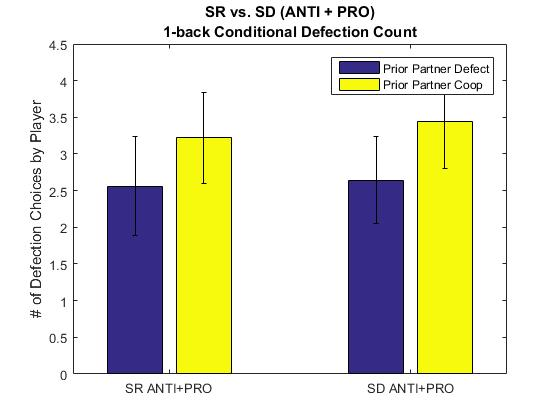 SR vs. SD (ANTI + PRO)
1-back Conditional Defection Count
# of Defection Choices by Player
4.5
4
3.5
3
2.5
2
1.5
1
0.5
0
Prior Partner Defect
Prior Partner Coop
SR ANTI+PRO
SD ANTI+PRO